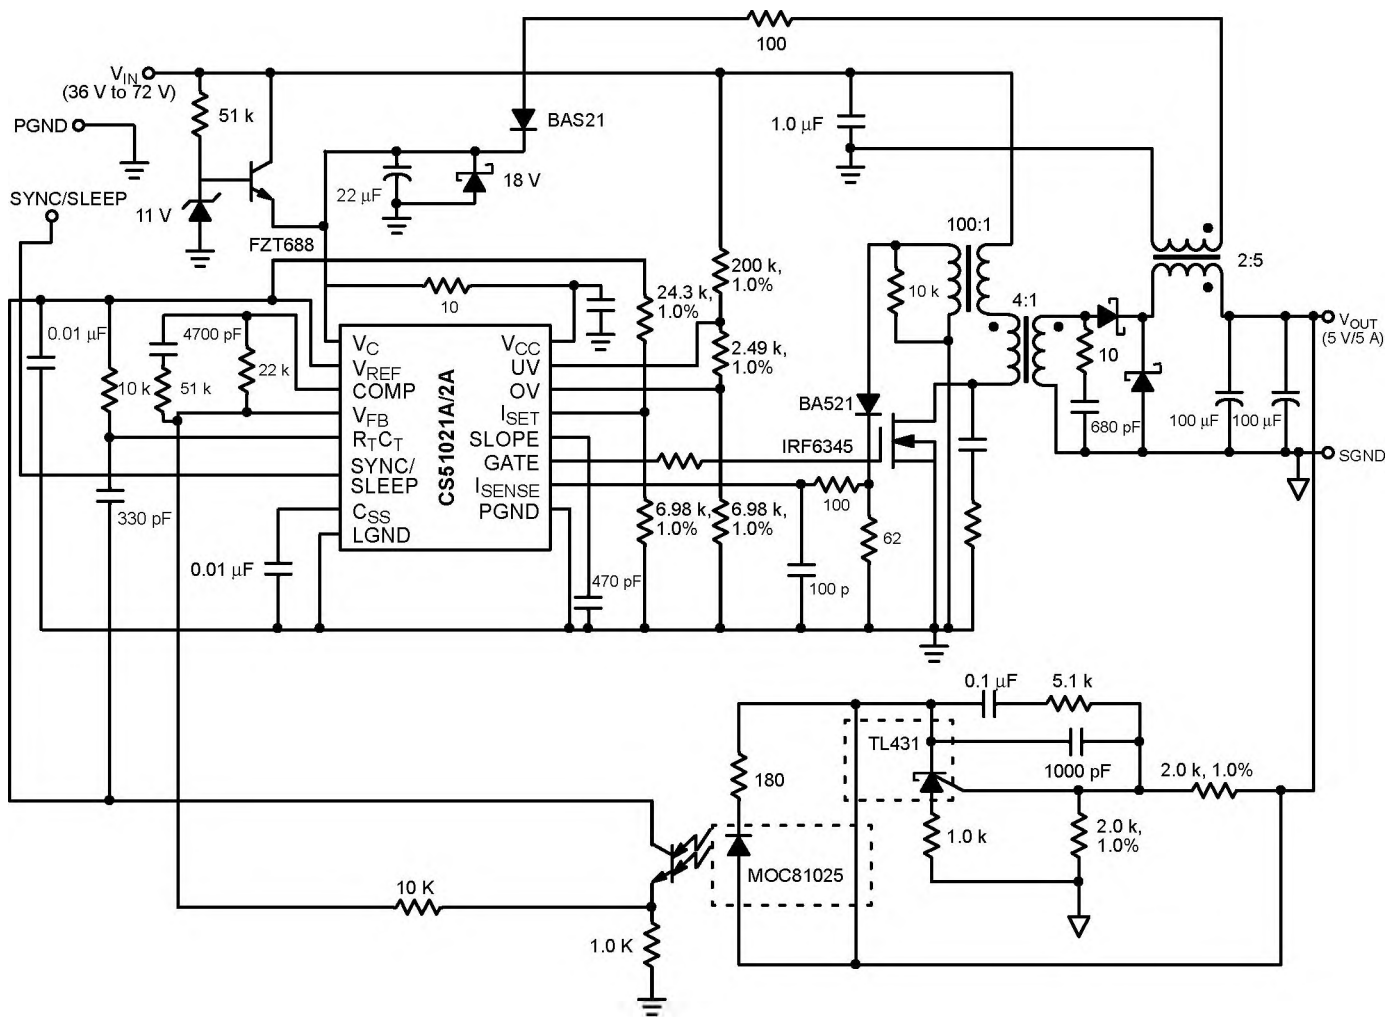 100
VIN
(36 V to 72 V)
51 k
BAS21
1.0 μF
PGND
SYNC/SLEEP
11 V
22 μF
18 V
FZT688
100:1
2:5
200 k,
1.0%
24.3 k,
1.0%
10
10 k
4:1
0.01 μF
4700 pF
VC
VCC
VREF
UV
COMP
OV
VFB
ISET
RTCT
SLOPE
SYNC/
SLEEP
GATE
ISENSE
CSS
PGND
LGND
CS51021A/2A
2.49 k,
1.0%
10 k
51 k
22 k
BA521
IRF6345
10
680 pF
100 μF
100 μF
VOUT
(5 V/5 A)
SGND
330 pF
0.01 μF
470 pF
6.98 k,
1.0%
6.98 k,
1.0%
100
62
100 p
0.1 μF
5.1 k
TL431
1000 pF
2.0 k, 1.0%
180
1.0 k
2.0 k,
1.0%
MOC81025
10 K
1.0 K